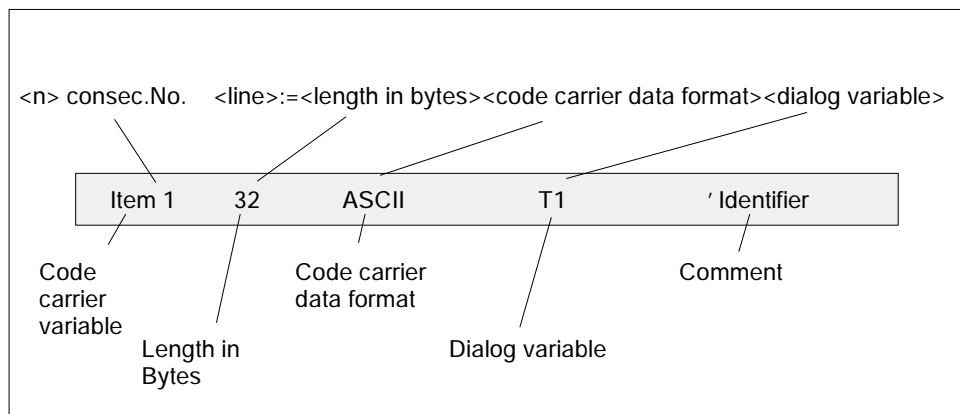 <n> consec.No. <line>:=<length in bytes><code carrier data format><dialog variable>
Item 1 32 ASCII T1 ′ Identifier
Code
carrier
variable
Code carrier
data format
Comment
Length in
Bytes
Dialog variable